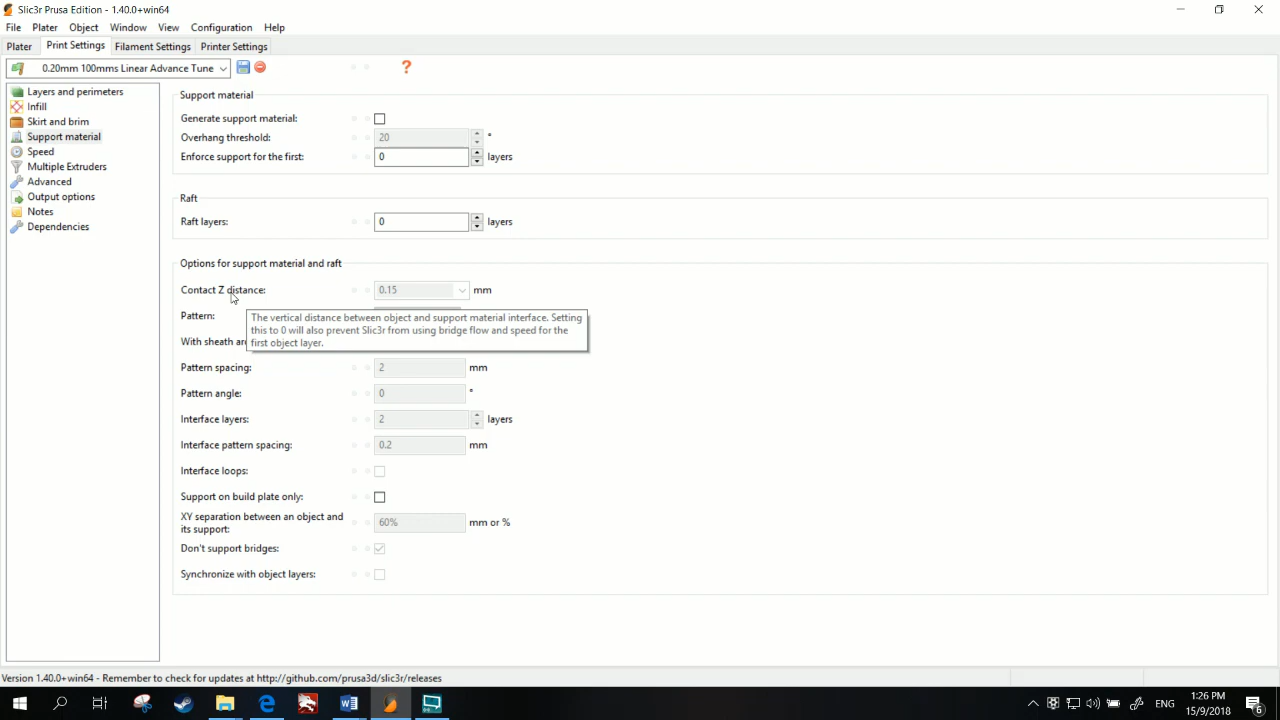 Slic3r Prusa Edition - 1.40.0+win64
File Plater Object Window View Configuration Help
Plater Print Settings Filament Settings Printer Settings
0.20mm 100mms Linear Advance Tune
?
Layers and perimeters
Infill
Skirt and brim
Support material
Speed
Multiple Extruders
Advanced
Output options
Notes
Dependencies
Support material
Generate support material:
Overhang threshold: 20 °
Enforce support for the first: 0 layers
Raft
Raft layers: 0 layers
Options for support material and raft
Contact Z distance: 0.15 mm
Pattern:
The vertical distance between object and support material interface. Setting
this to 0 will also prevent Slic3r from using bridge flow and speed for the
first object layer.
With sheath
Pattern spacing: 2 mm
Pattern angle: 0 °
Interface layers: 2 layers
Interface pattern spacing: 0.2 mm
Interface loops:
Support on build plate only:
XY separation between an object and
its support: 60% mm or %
Don't support bridges:
Synchronize with object layers:
Version 1.40.0+win64 - Remember to check for updates at http://github.com/prusa3d/slic3r/releases
ENG
1:26 PM
15/9/2018
6